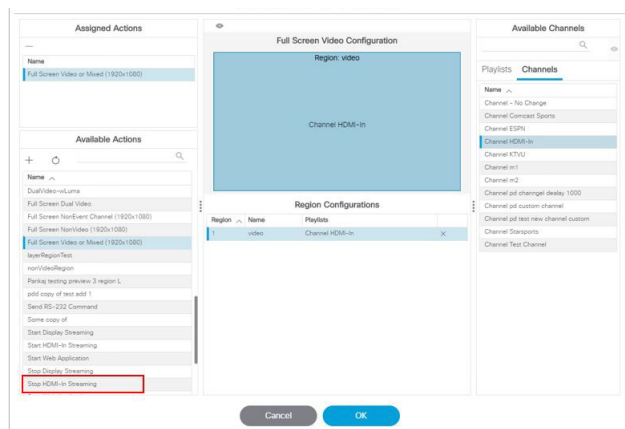 Assigned Actions
Name
Full Screen Video or Mixed (1920x1080)
Available Actions
Name
DualVideo-wLuma
Full Screen Dual Video
Full Screen NonEvent Channel (1920x1080)
Full Screen NonVideo (1920x1080)
Full Screen Video or Mixed (1920x1080)
layerRegionTest
nonVideoRegion
Pankaj testing preview 3 region L
pdd copy of test add 1
Send RS-232 Command
Some copy of
Start Display Streaming
Start HDMI-In Streaming
Start Web Application
Stop Display Streaming
Stop HDMI-In Streaming
Full Screen Video Configuration
Region: video
Channel HDMI-In
Region Configurations
Region Name Playlists
1 video Channel HDMI-In
Available Channels
Playlists Channels
Name
Channel - No Change
Channel Comcast Sports
Channel ESPN
Channel HDMI-In
Channel KTVU
Channel m1
Channel m2
Channel pd channgel dealay 1000
Channel pd custom channel
Channel pd test new channel custom
Channel Starsports
Channel Test Channel
Cancel OK